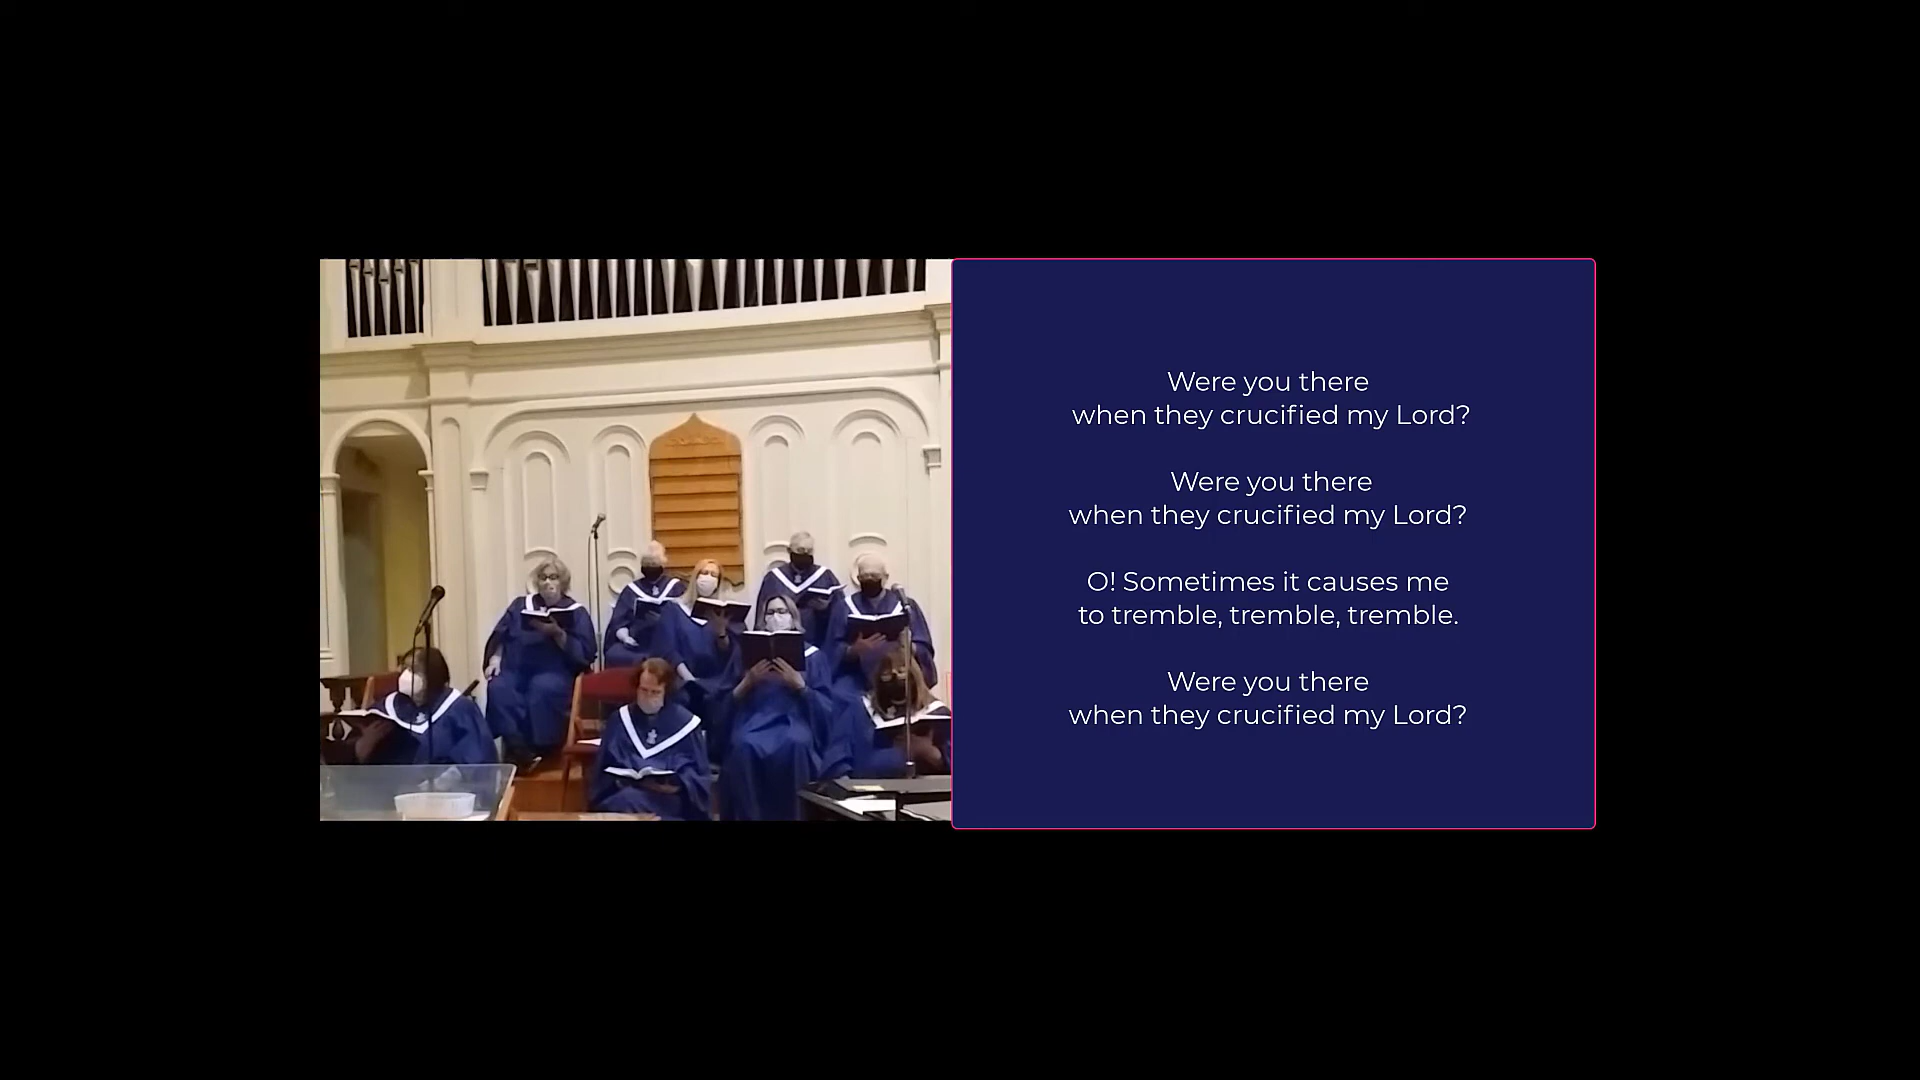 Were you there
when they crucified my Lord?
Were you there
when they crucified my Lord?
O! Sometimes it causes me
to tremble, tremble, tremble.
Were you there
when they crucified my Lord?